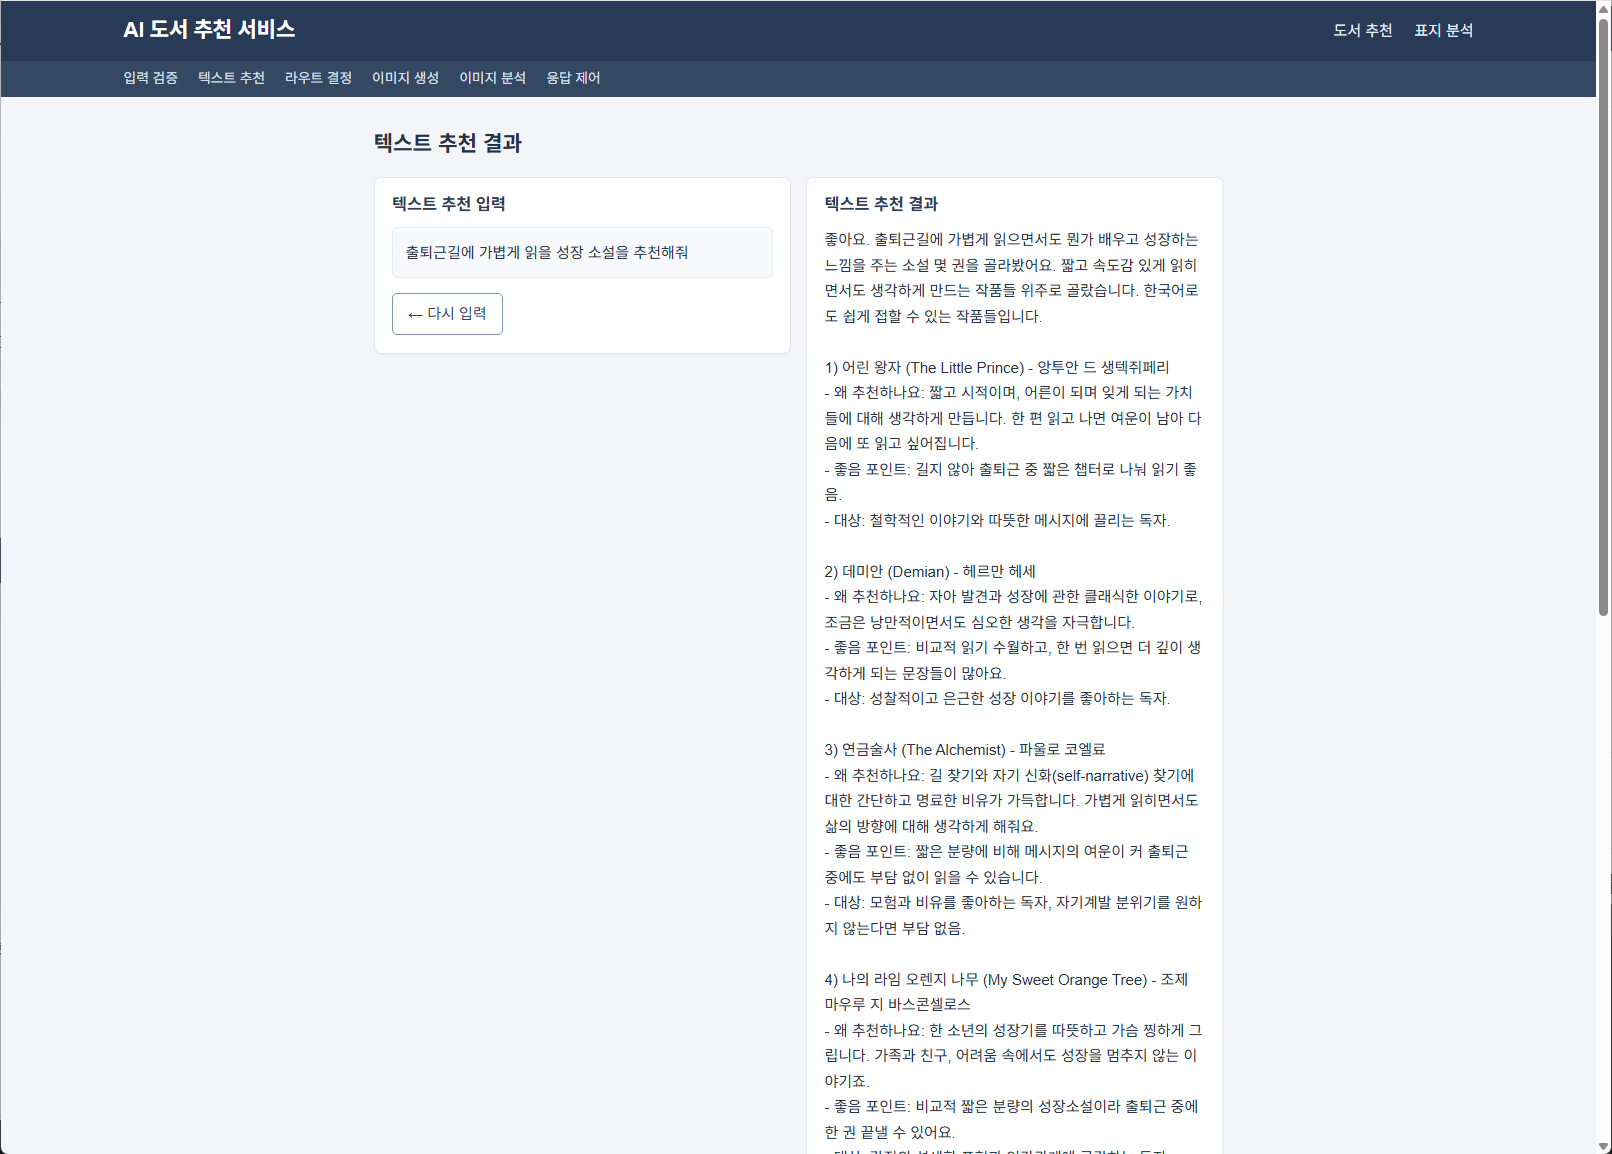 AI 도서 추천 서비스
도서 추천 표지 분석
입력 검증 텍스트 추천 라우트 결정 이미지 생성 이미지 분석 응답 제어
텍스트 추천 결과
텍스트 추천 입력
출퇴근길에 가볍게 읽을 성장 소설을 추천해줘
← 다시 입력
텍스트 추천 결과
좋아요. 출퇴근길에 가볍게 읽으면서도 뭔가 배우고 성장하는
느낌을 주는 소설 몇 권을 골라봤어요. 짧고 속도감 있게 읽히
면서도 생각하게 만드는 작품들 위주로 골랐습니다. 한국어로
도 쉽게 접할 수 있는 작품들입니다.
1) 어린 왕자 (The Little Prince) - 앙투안 드 생텍쥐페리
- 왜 추천하나요: 짧고 시적이며, 어른이 되며 잊게 되는 가치
들에 대해 생각하게 만듭니다. 한 편 읽고 나면 여운이 남아 다
음에 또 읽고 싶어집니다.
- 좋음 포인트: 길지 않아 출퇴근 중 짧은 챕터로 나눠 읽기 좋
음.
- 대상: 철학적인 이야기와 따뜻한 메시지에 끌리는 독자.
2) 데미안 (Demian) - 헤르만 헤세
- 왜 추천하나요: 자아 발견과 성장에 관한 클래식한 이야기로,
조금은 낭만적이면서도 심오한 생각을 자극합니다.
- 좋음 포인트: 비교적 읽기 수월하고, 한 번 읽으면 더 깊이 생
각하게 되는 문장들이 많아요.
- 대상: 성찰적이고 은근한 성장 이야기를 좋아하는 독자.
3) 연금술사 (The Alchemist) - 파울로 코엘료
- 왜 추천하나요: 길 찾기와 자기 신화(self-narrative) 찾기에
대한 간단하고 명료한 비유가 가득합니다. 가볍게 읽히면서도
삶의 방향에 대해 생각하게 해줘요.
- 좋음 포인트: 짧은 분량에 비해 메시지의 여운이 커 출퇴근
중에도 부담 없이 읽을 수 있습니다.
- 대상: 모험과 비유를 좋아하는 독자, 자기계발 분위기를 원하
지 않는다면 부담 없음.
4) 나의 라임 오렌지 나무 (My Sweet Orange Tree) - 조제
마우루 지 바스콘셀로스
- 왜 추천하나요: 한 소년의 성장기를 따뜻하고 가슴 찡하게 그
립니다. 가족과 친구, 어려움 속에서도 성장을 멈추지 않는 이
야기죠.
- 좋음 포인트: 비교적 짧은 분량의 성장소설이라 출퇴근 중에
한 권 끝낼 수 있어요.